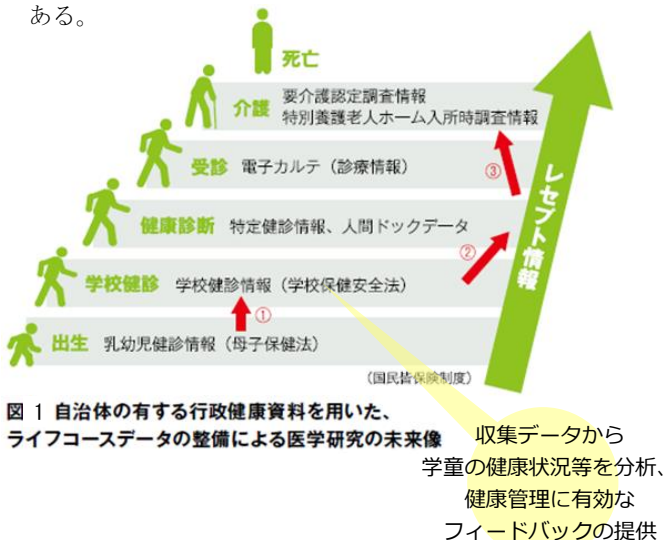 ある。
死亡
介護 要介護認定調査情報
特別養護老人ホーム入所時調査情報
③
受診 電子カルテ（診療情報）
健康診断 特定健診情報、人間ドックデータ
②
学校健診 学校健診情報（学校保健安全法）
①
出生 乳幼児健診情報（母子保健法）
レセプト情報
（国民皆保険制度）
図 1 自治体の有する行政健康資料を用いた、
ライフコースデータの整備による医学研究の未来像
収集データから
学童の健康状況等を分析、
健康管理に有効な
フィードバックの提供